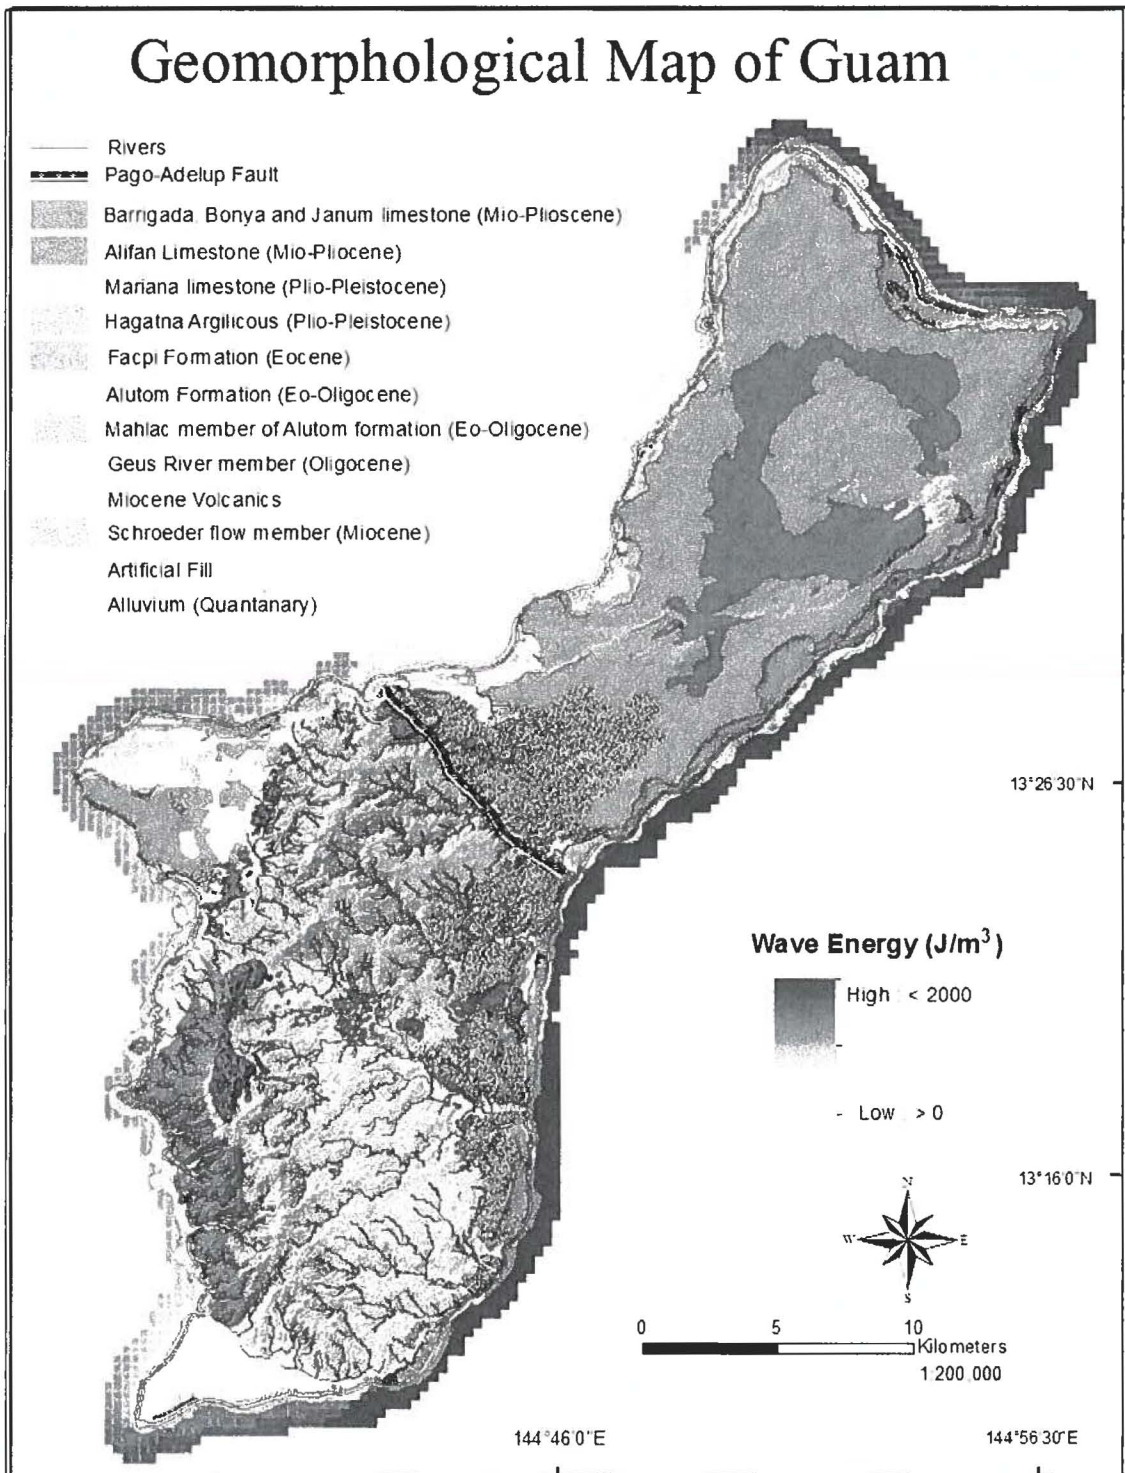 Geomorphological Map of Guam
Rivers
Pago-Adelup Fault
Barrigada, Bonya and Janum limestone (Mio-Plioscene)
Alifan Limestone (Mio-Pliocene)
Mariana limestone (Plio-Pleistocene)
Hagatna Argilicous (Plio-Pleistocene)
Facpi Formation (Eocene)
Alutom Formation (Eo-Oligocene)
Mahlac member of Alutom formation (Eo-Oligocene)
Geus River member (Oligocene)
Miocene Volcanics
Schroeder flow member (Miocene)
Artificial Fill
Alluvium (Quantanary)
13°26'30"N
Wave Energy (J/m³)
High : < 2000
Low : > 0
13°16'0"N
N
W E
S
0 5 10
Kilometers
1:200,000
144°46'0"E 144°56'30"E